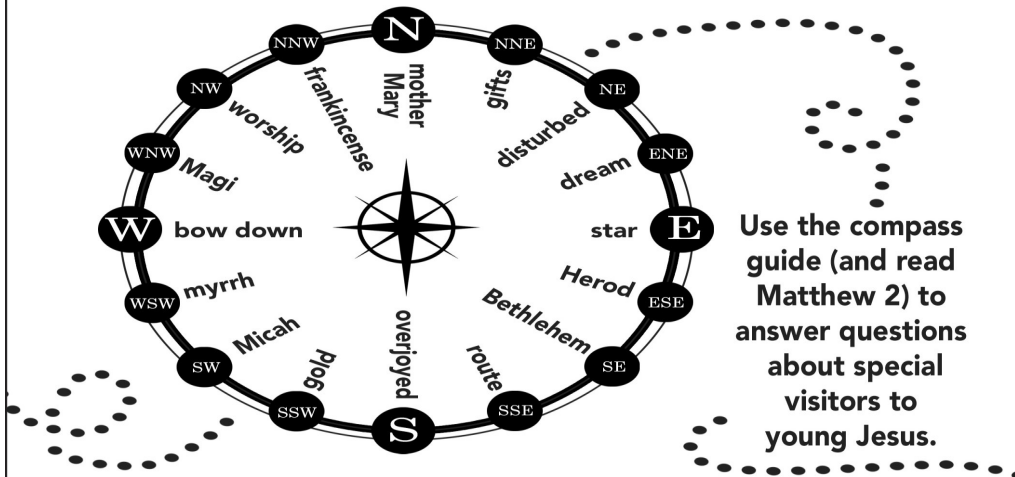 N
NNE
NE
ENE
E
ESE
SE
SSE
S
SSW
SW
WSW
W
WNW
NW
NNW
mother
Mary
gifts
disturbed
dream
star
Herod
Bethlehem
route
overjoyed
gold
Micah
myrrh
bow down
Magi
worship
frankincense
Use the compass
guide (and read
Matthew 2) to
answer questions
about special
visitors to
young Jesus.